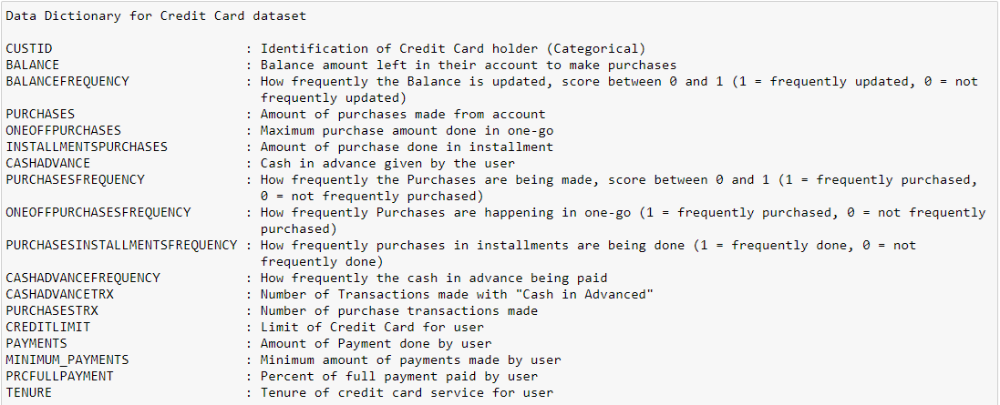 Data Dictionary for Credit Card dataset
CUSTID : Identification of Credit Card holder (Categorical)
BALANCE : Balance amount left in their account to make purchases
BALANCEFREQUENCY : How frequently the Balance is updated, score between 0 and 1 (1 = frequently updated, 0 = not
frequently updated)
PURCHASES : Amount of purchases made from account
ONEOFFPURCHASES : Maximum purchase amount done in one-go
INSTALLMENTSPURCHASES : Amount of purchase done in installment
CASHADVANCE : Cash in advance given by the user
PURCHASESFREQUENCY : How frequently the Purchases are being made, score between 0 and 1 (1 = frequently purchased,
0 = not frequently purchased)
ONEOFFPURCHASESFREQUENCY : How frequently Purchases are happening in one-go (1 = frequently purchased, 0 = not frequently
purchased)
PURCHASESINSTALLMENTSFREQUENCY : How frequently purchases in installments are being done (1 = frequently done, 0 = not
frequently done)
CASHADVANCEFREQUENCY : How frequently the cash in advance being paid
CASHADVANCETRX : Number of Transactions made with "Cash in Advanced"
PURCHASESTRX : Number of purchase transactions made
CREDITLIMIT : Limit of Credit Card for user
PAYMENTS : Amount of Payment done by user
MINIMUM_PAYMENTS : Minimum amount of payments made by user
PRCFULLPAYMENT : Percent of full payment paid by user
TENURE : Tenure of credit card service for user